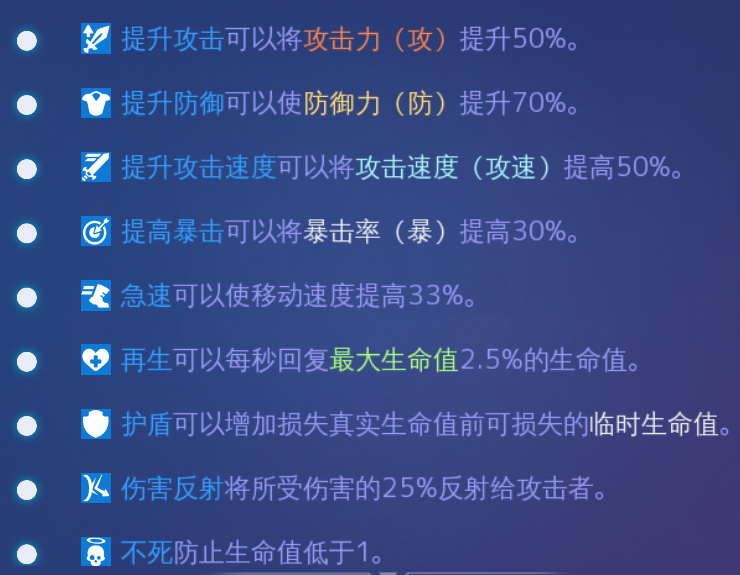 提升攻击可以将攻击力（攻）提升50%。
提升防御可以使防御力（防）提升70%。
提升攻击速度可以将攻击速度（攻速）提高50%。
提高暴击可以将暴击率（暴）提高30%。
急速可以使移动速度提高33%。
再生可以每秒回复最大生命值2.5%的生命值。
护盾可以增加损失真实生命值前可损失的临时生命值。
伤害反射将所受伤害的25%反射给攻击者。
不死防止生命值低于1。